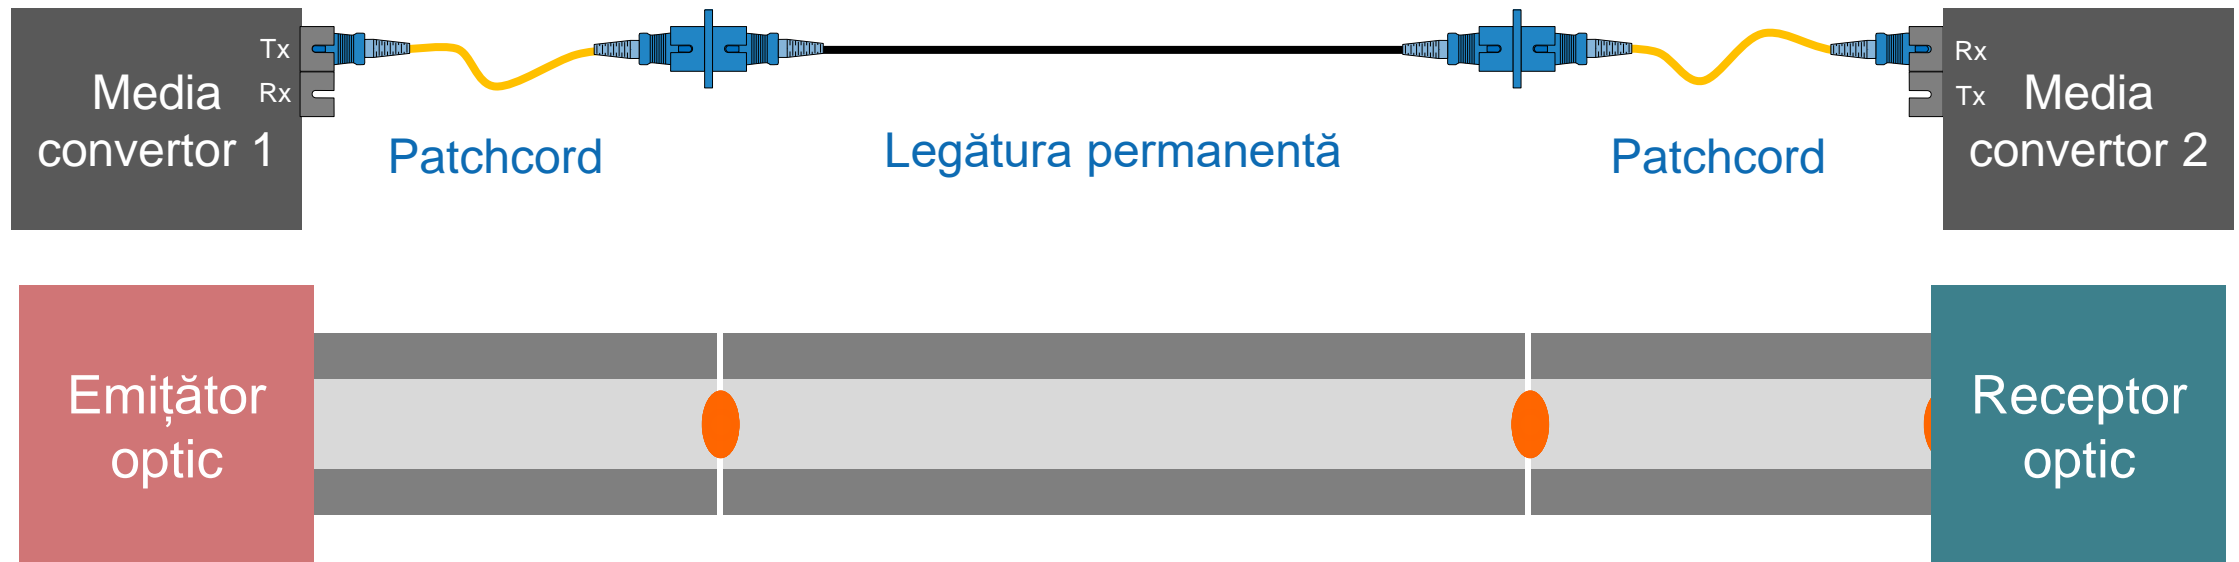 Tx
Rx
Media
convertor 1
Patchcord
Legătura permanentă
Patchcord
Rx
Tx
Media
convertor 2
Emițător
optic
Receptor
optic